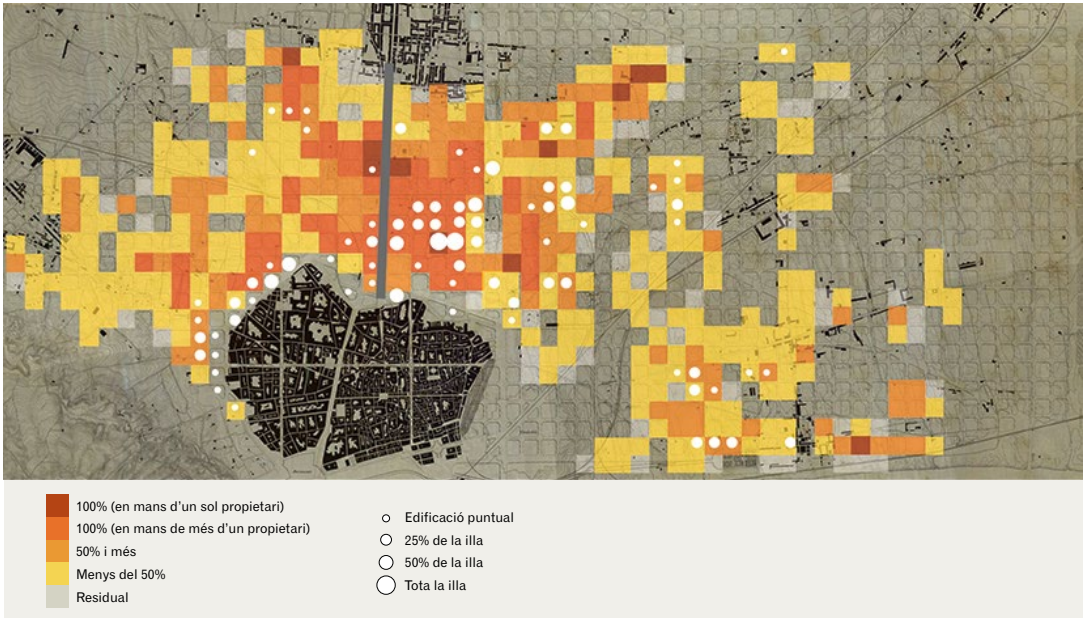 100% (en mans d'un sol propietari)
100% (en mans de més d'un propietari)
50% i més
Menys del 50%
Residual
Edificació puntual
25% de la illa
50% de la illa
Tota la illa